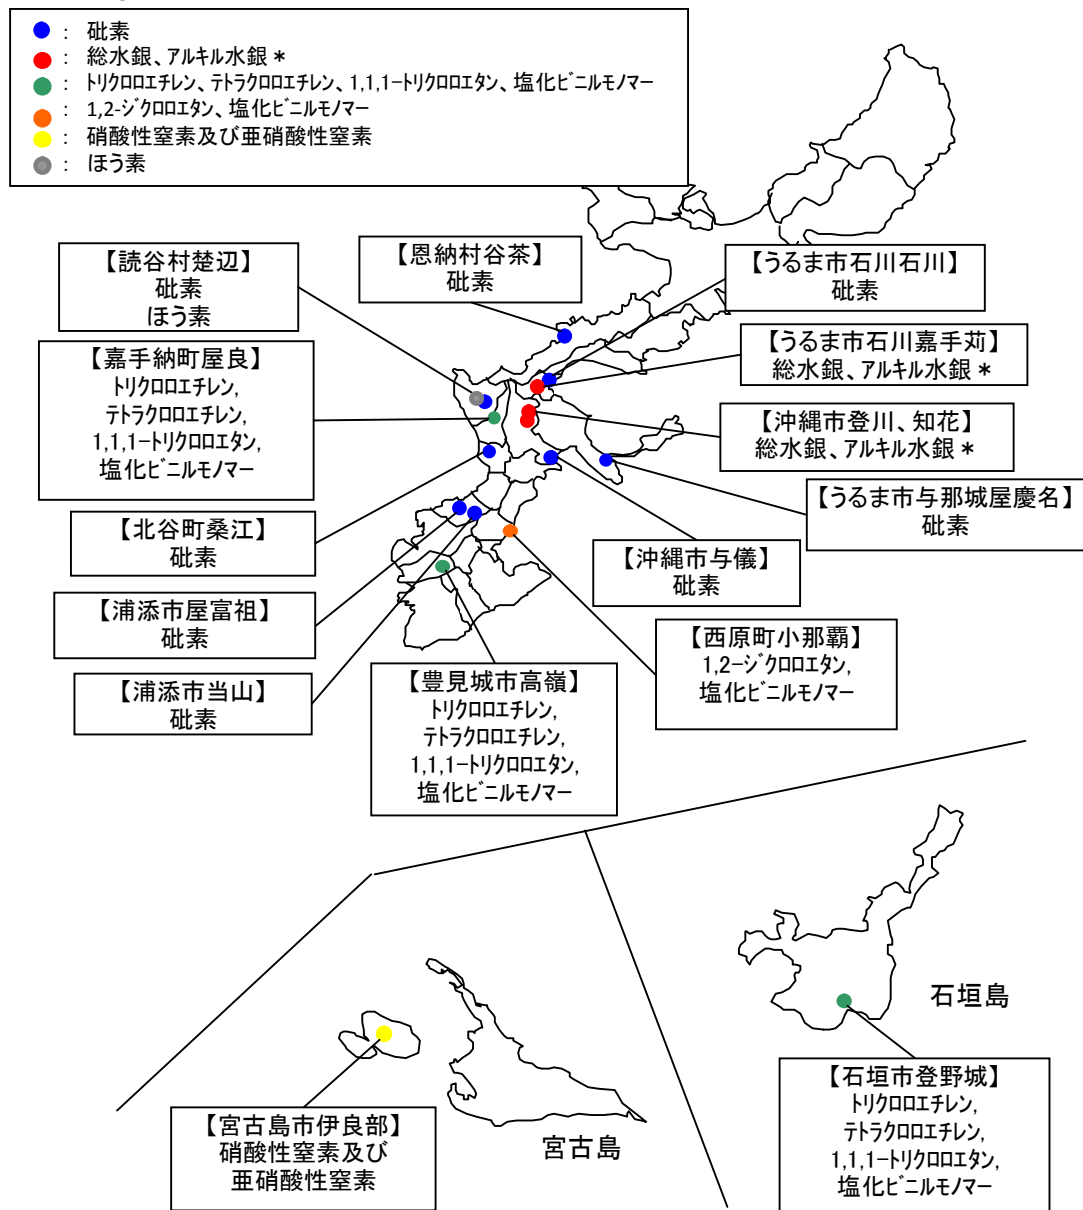 ： 砒素
： 総水銀、アルキル水銀＊
： ﾄﾘｸﾛﾛｴﾁﾚﾝ、ﾃﾄﾗｸﾛﾛｴﾁﾚﾝ、1,1,1−ﾄﾘｸﾛﾛｴﾀﾝ、塩化ﾋﾞﾆﾙﾓﾉﾏｰ
： 1,2-ｼﾞｸﾛﾛｴﾀﾝ、塩化ﾋﾞﾆﾙﾓﾉﾏｰ
： 硝酸性窒素及び亜硝酸性窒素
： ほう素
【読谷村楚辺】
砒素
ほう素
【恩納村谷茶】
砒素
【うるま市石川石川】
砒素
【嘉手納町屋良】
ﾄﾘｸﾛﾛｴﾁﾚﾝ,
ﾃﾄﾗｸﾛﾛｴﾁﾚﾝ,
1,1,1−ﾄﾘｸﾛﾛｴﾀﾝ,
塩化ﾋﾞﾆﾙﾓﾉﾏｰ
【うるま市石川嘉手苅】
総水銀、アルキル水銀＊
【沖縄市登川、知花】
総水銀、アルキル水銀＊
【うるま市与那城屋慶名】
砒素
【北谷町桑江】
砒素
【沖縄市与儀】
砒素
【浦添市屋富祖】
砒素
【西原町小那覇】
1,2−ｼﾞｸﾛﾛｴﾀﾝ,
塩化ﾋﾞﾆﾙﾓﾉﾏｰ
【浦添市当山】
砒素
【豊見城市高嶺】
ﾄﾘｸﾛﾛｴﾁﾚﾝ,
ﾃﾄﾗｸﾛﾛｴﾁﾚﾝ,
1,1,1−ﾄﾘｸﾛﾛｴﾀﾝ,
塩化ﾋﾞﾆﾙﾓﾉﾏｰ
石垣島
【石垣市登野城】
ﾄﾘｸﾛﾛｴﾁﾚﾝ,
ﾃﾄﾗｸﾛﾛｴﾁﾚﾝ,
1,1,1−ﾄﾘｸﾛﾛｴﾀﾝ,
塩化ﾋﾞﾆﾙﾓﾉﾏｰ
【宮古島市伊良部】
硝酸性窒素及び
亜硝酸性窒素
宮古島